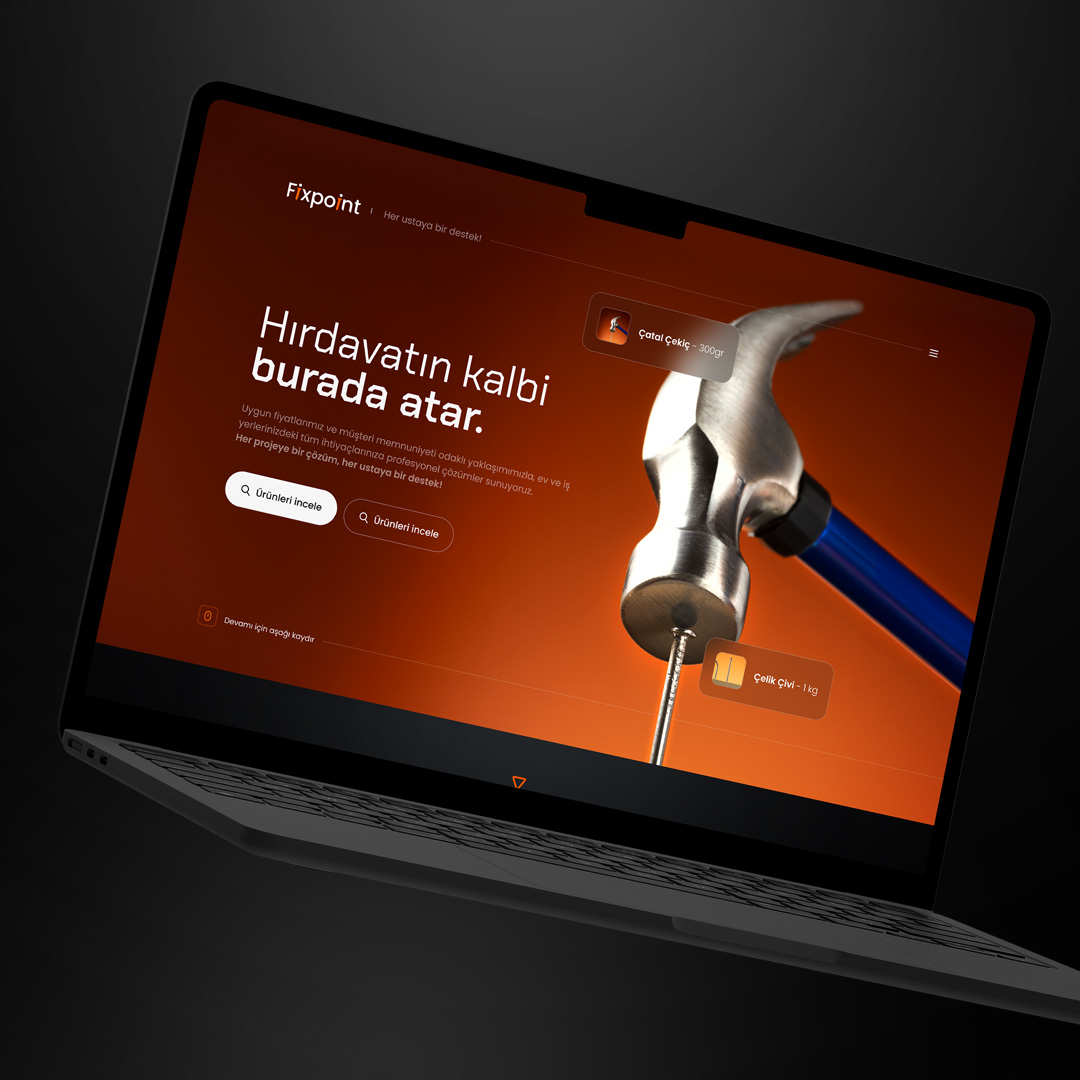 Fixpoint
Her ustaya bir destek!
Çatal Çekiç - 300gr
Hırdavatın kalbi
burada atar.
Uygun fiyatlarımız ve müşteri memnuniyeti odaklı yaklaşımımızla, ev ve iş
yerlerinizdeki tüm ihtiyaçlarınıza profesyonel çözümler sunuyoruz.
Her projeye bir çözüm, her ustaya bir destek!
Ürünleri incele
Ürünleri incele
Devamı için aşağı kaydır
Çelik Çivi - 1 kg